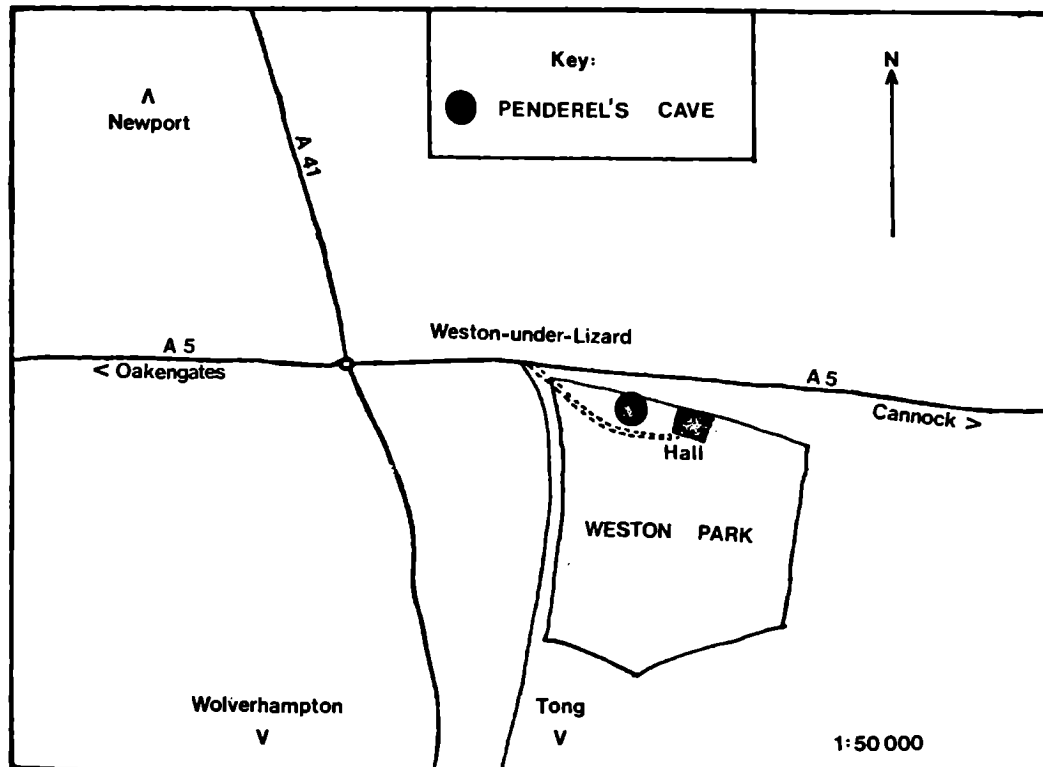 Key:
PENDEREL'S CAVE
N
Newport
A 41
Weston-under-Lizard
A 5
< Oakengates
A 5
Cannock >
Hall
WESTON PARK
Wolverhampton
Tong
1:50 000